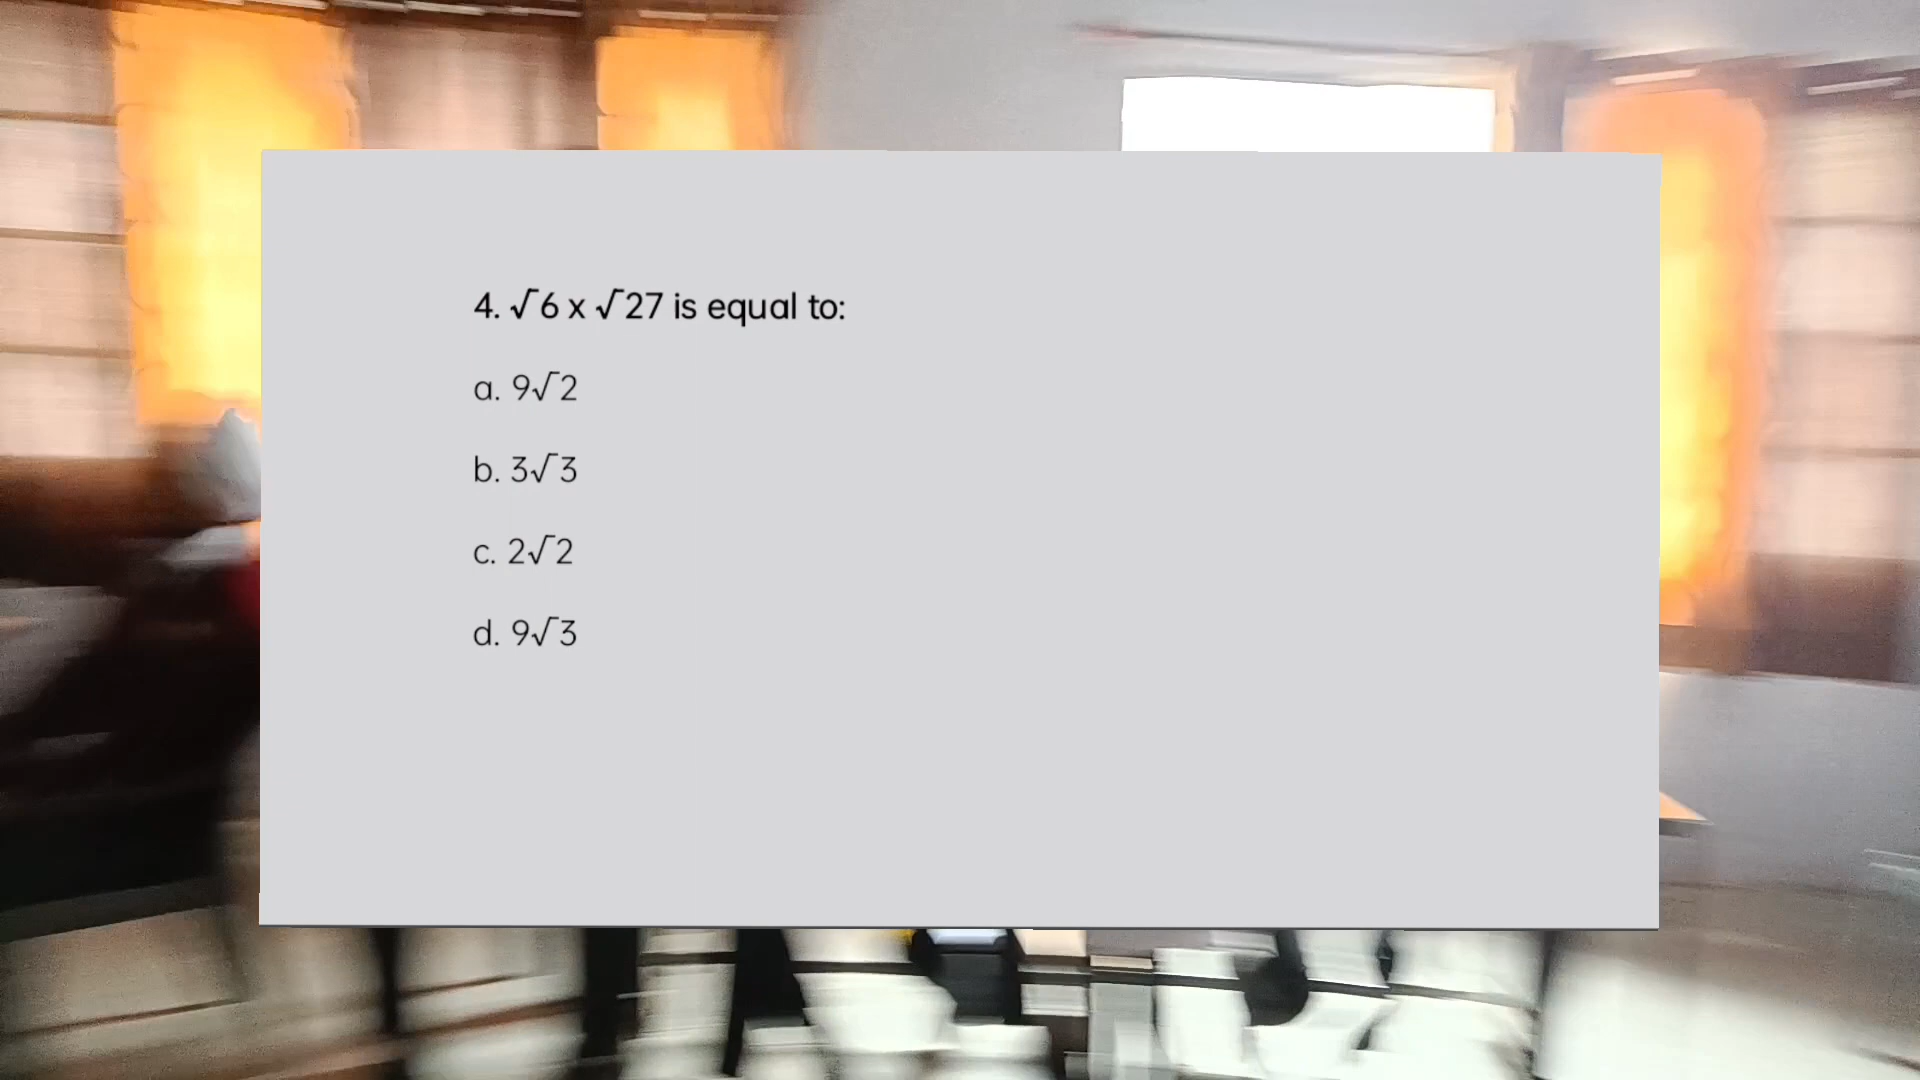 4. √6 x √27 is equal to:
a. 9√2
b. 3√3
c. 2√2
d. 9√3